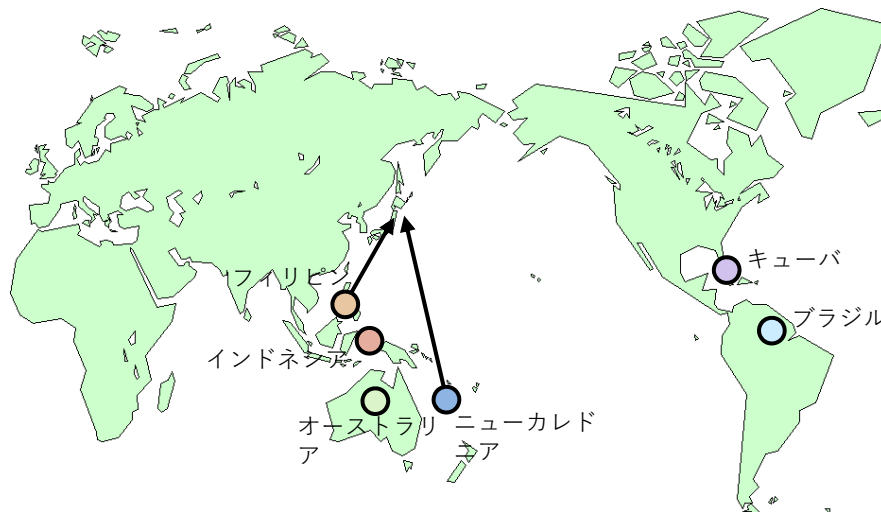 キューバ
フィリピン
ブラジル
インドネシア
オーストラリ
ア
ニューカレド
ニア